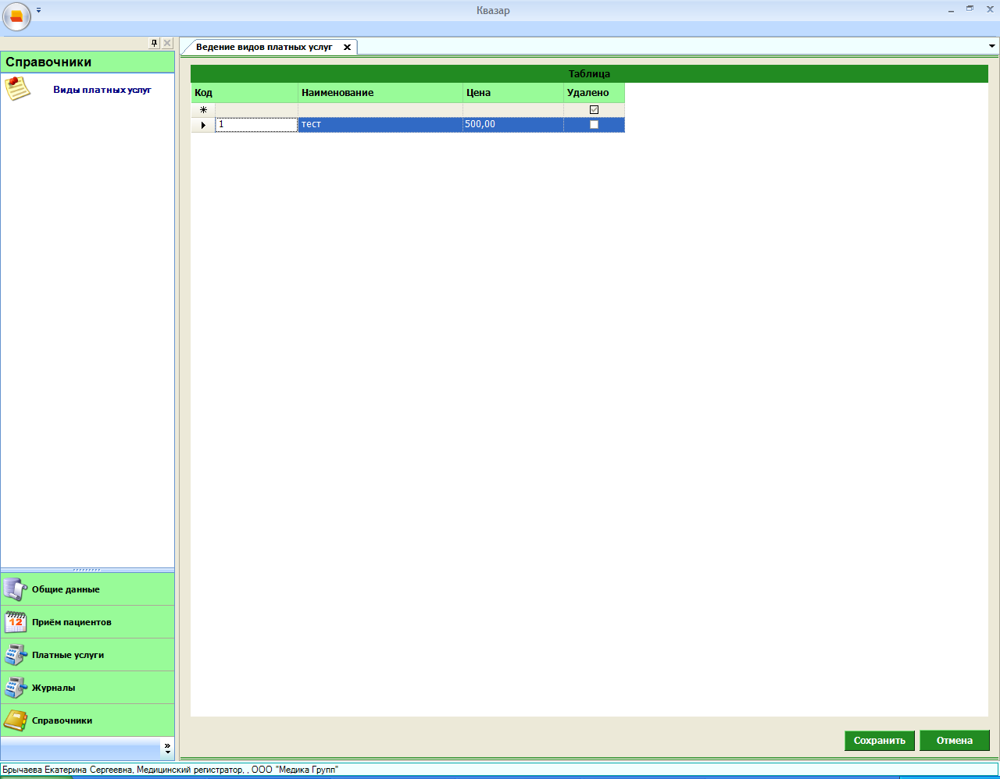 Квазар
Ведение видов платных услуг
Справочники
Виды платных услуг
Таблица
Код Наименование Цена Удалено
1 тест 500,00
Общие данные
12
Приём пациентов
Платные услуги
Журналы
Справочники
Сохранить Отмена
Брычаева Екатерина Сергеевна, Медицинский регистратор, , ООО "Медика Групп"